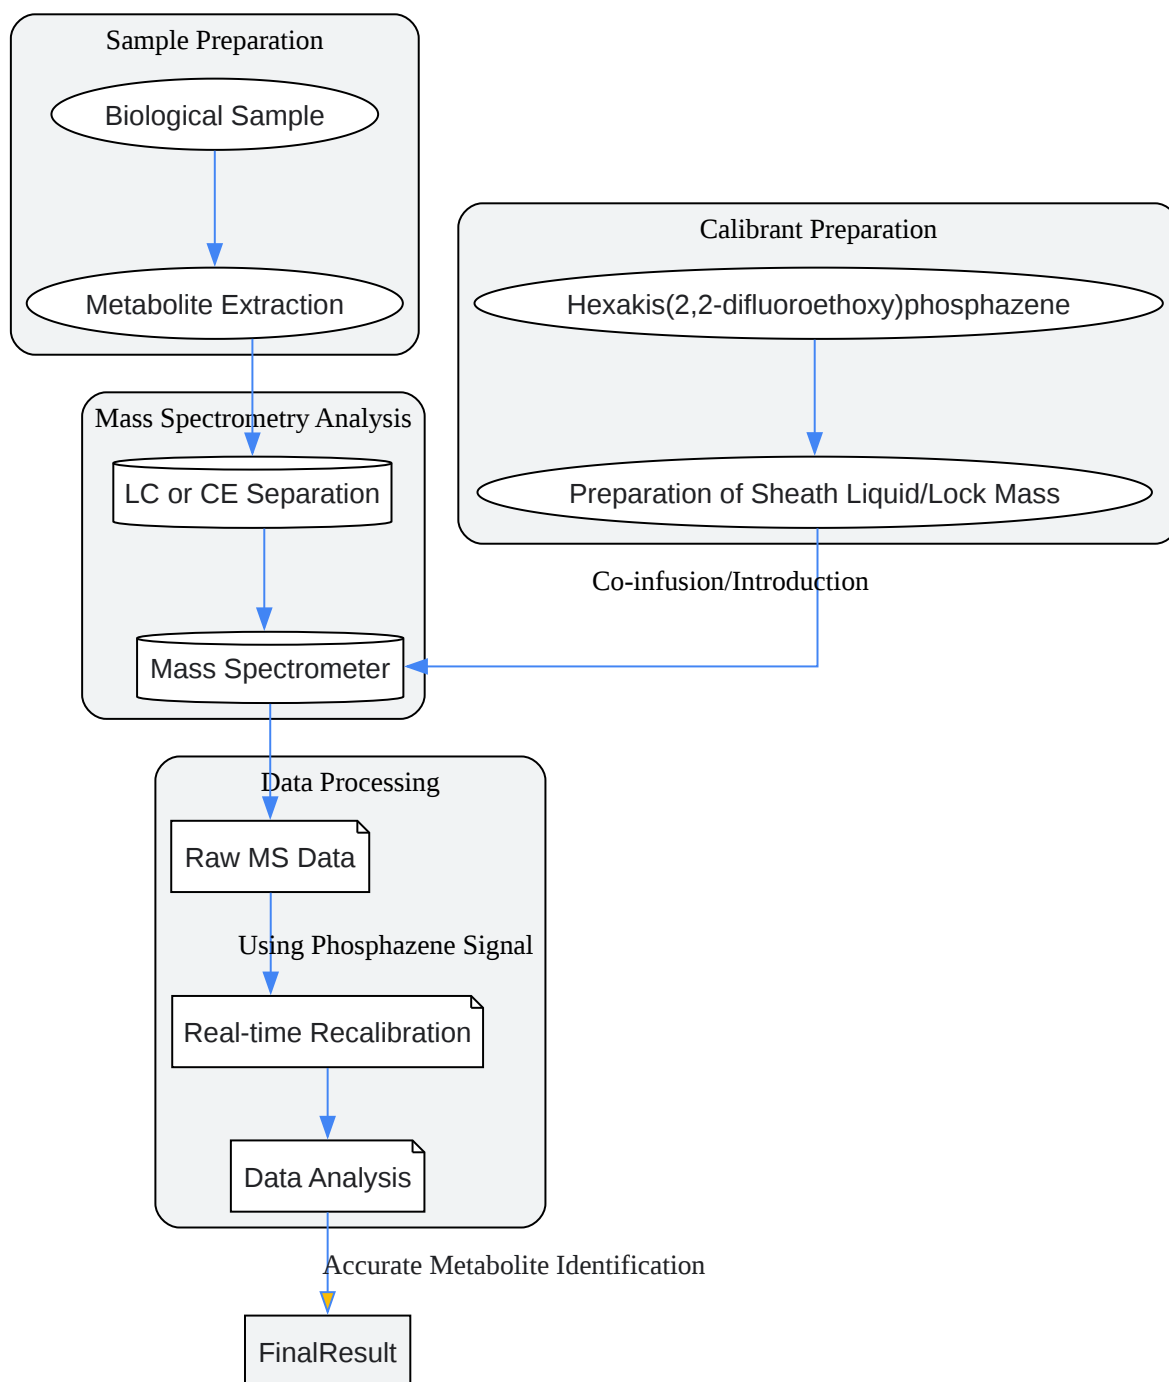 Sample Preparation
Biological Sample
Metabolite Extraction
Calibrant Preparation
Hexakis(2,2-difluoroethoxy)phosphazene
Preparation of Sheath Liquid/Lock Mass
Co-infusion/Introduction
Mass Spectrometry Analysis
LC or CE Separation
Mass Spectrometer
Data Processing
Raw MS Data
Using Phosphazene Signal
Real-time Recalibration
Data Analysis
Accurate Metabolite Identification
FinalResult